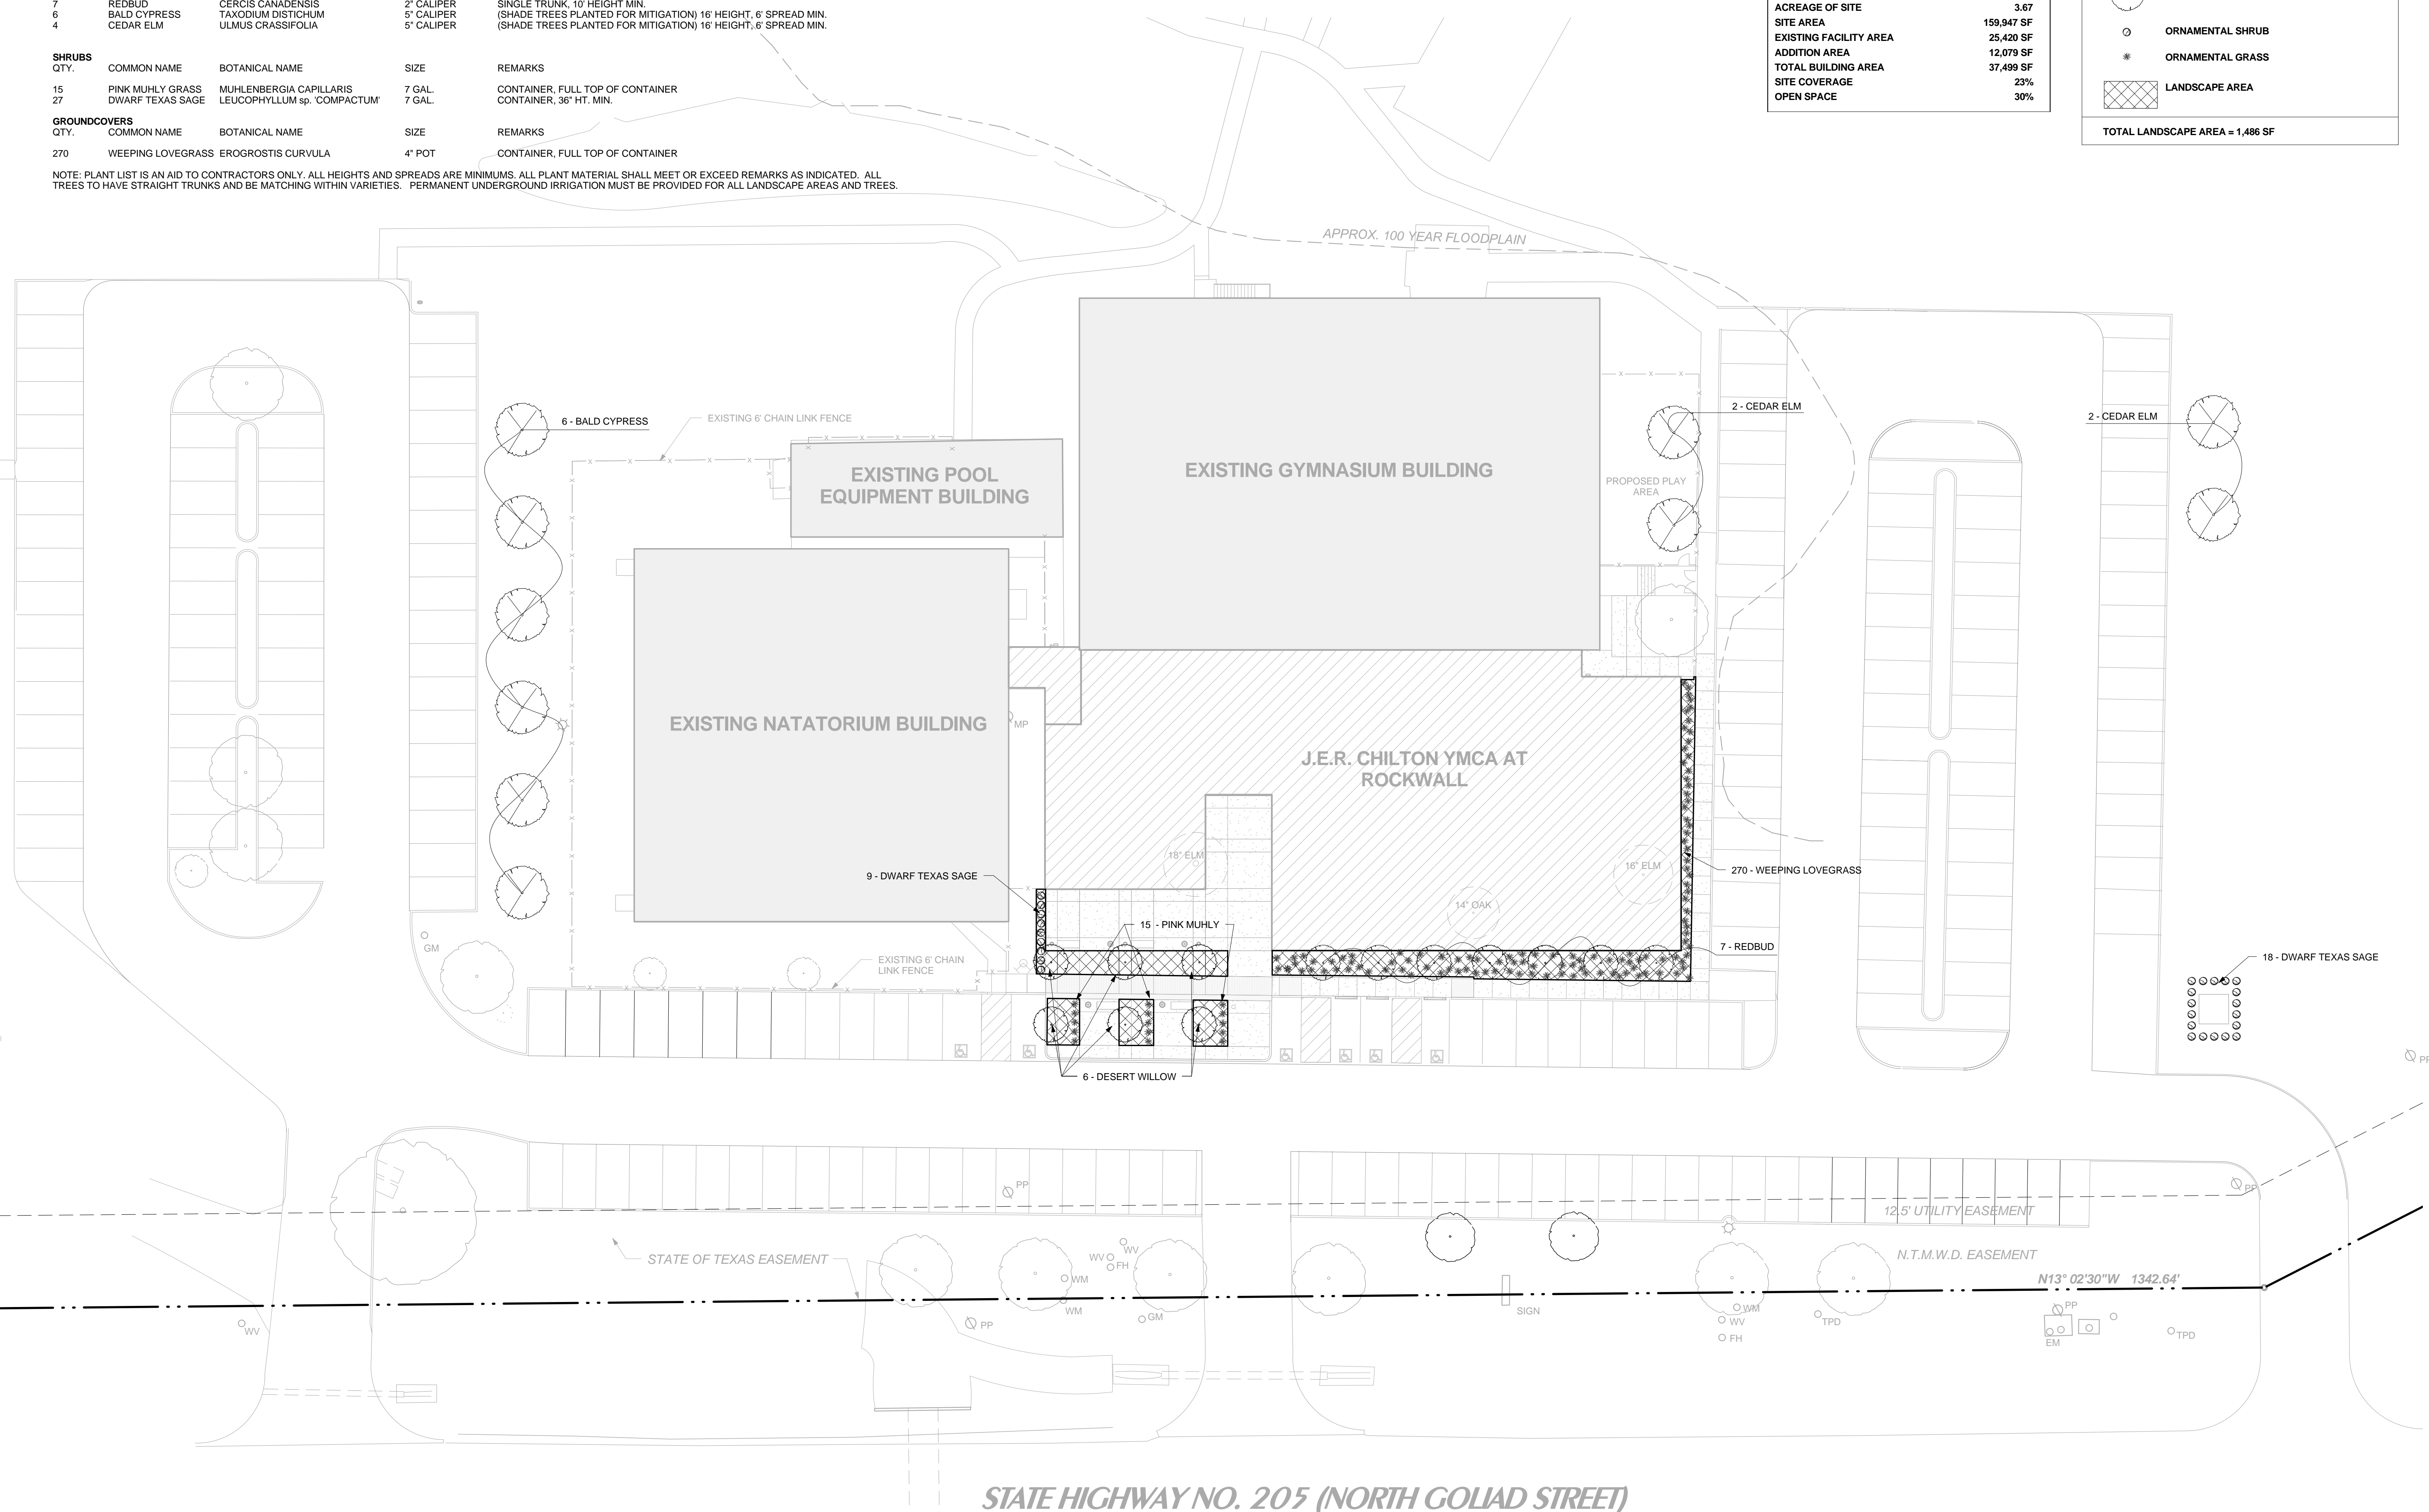 7 REDBUD CERCIS CANADENSIS 2" CALIPER SINGLE TRUNK, 10' HEIGHT MIN.
6 BALD CYPRESS TAXODIUM DISTICHUM 5" CALIPER (SHADE TREES PLANTED FOR MITIGATION) 16' HEIGHT, 6' SPREAD MIN.
4 CEDAR ELM ULMUS CRASSIFOLIA 5" CALIPER (SHADE TREES PLANTED FOR MITIGATION) 16' HEIGHT, 6' SPREAD MIN.
SHRUBS
QTY. COMMON NAME BOTANICAL NAME SIZE REMARKS
15 PINK MUHLY GRASS MUHLENBERGIA CAPILLARIS 7 GAL. CONTAINER, FULL TOP OF CONTAINER
27 DWARF TEXAS SAGE LEUCOPHYLLUM sp. 'COMPACTUM' 7 GAL. CONTAINER, 36" HT. MIN.
GROUNDCOVERS
QTY. COMMON NAME BOTANICAL NAME SIZE REMARKS
270 WEEPING LOVEGRASS EROGROSTIS CURVULA 4" POT CONTAINER, FULL TOP OF CONTAINER
NOTE: PLANT LIST IS AN AID TO CONTRACTORS ONLY. ALL HEIGHTS AND SPREADS ARE MINIMUMS. ALL PLANT MATERIAL SHALL MEET OR EXCEED REMARKS AS INDICATED. ALL
TREES TO HAVE STRAIGHT TRUNKS AND BE MATCHING WITHIN VARIETIES. PERMANENT UNDERGROUND IRRIGATION MUST BE PROVIDED FOR ALL LANDSCAPE AREAS AND TREES.
ACREAGE OF SITE 3.67
SITE AREA 159,947 SF
EXISTING FACILITY AREA 25,420 SF
ADDITION AREA 12,079 SF
TOTAL BUILDING AREA 37,499 SF
SITE COVERAGE 23%
OPEN SPACE 30%
ORNAMENTAL SHRUB
ORNAMENTAL GRASS
LANDSCAPE AREA
TOTAL LANDSCAPE AREA = 1,486 SF
APPROX. 100 YEAR FLOODPLAIN
6 - BALD CYPRESS
EXISTING 6' CHAIN LINK FENCE
2 - CEDAR ELM
2 - CEDAR ELM
EXISTING POOL
EQUIPMENT BUILDING
EXISTING GYMNASIUM BUILDING
PROPOSED PLAY
AREA
EXISTING NATATORIUM BUILDING
MP
J.E.R. CHILTON YMCA AT
ROCKWALL
18" ELM
16" ELM
14" OAK
9 - DWARF TEXAS SAGE
270 - WEEPING LOVEGRASS
15 - PINK MUHLY
7 - REDBUD
GM
EXISTING 6' CHAIN
LINK FENCE
18 - DWARF TEXAS SAGE
6 - DESERT WILLOW
PP
PP
PP
12.5' UTILITY EASEMENT
STATE OF TEXAS EASEMENT
WV
WV
FH
WM
WM
GM
PP
WV
N.T.M.W.D. EASEMENT
N13° 02'30"W 1342.64'
SIGN
WM
WV
FH
TPD
PP
EM
TPD
STATE HIGHWAY NO. 205 (NORTH GOLIAD STREET)